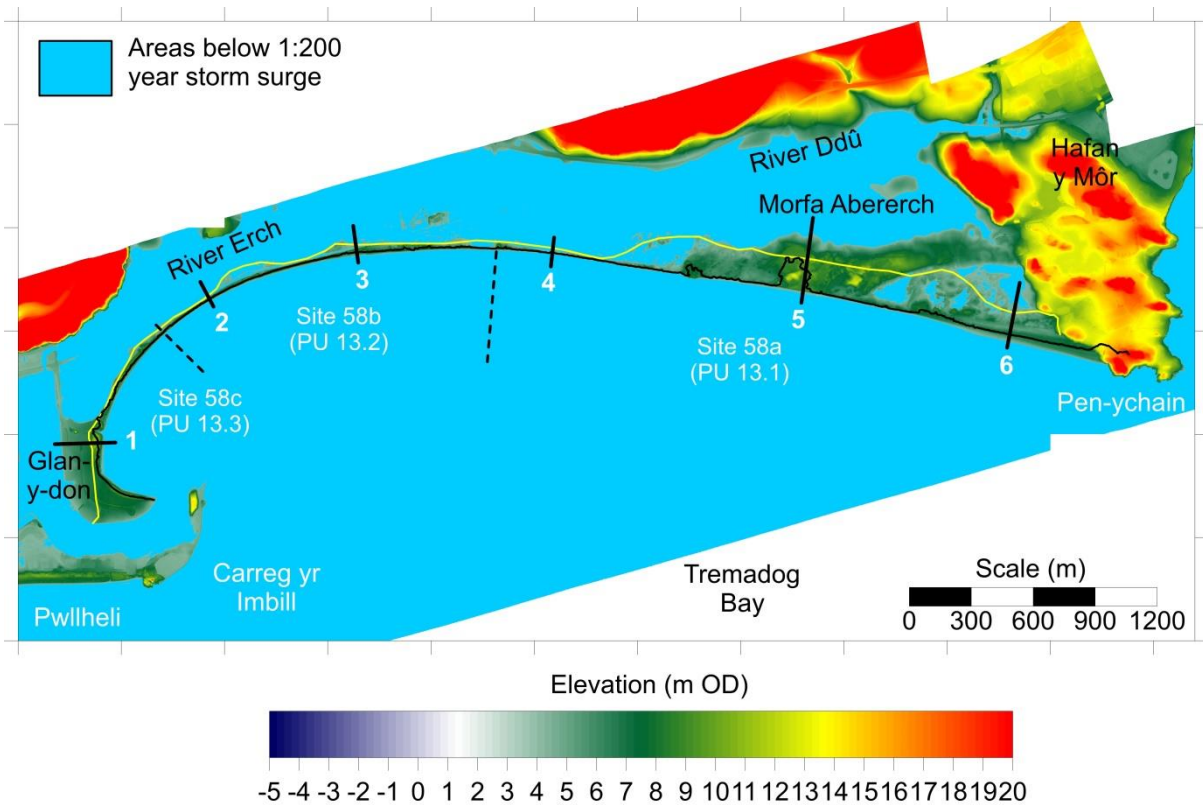 Areas below 1:200
year storm surge
River Ddû
Hafan
y Môr
Morfa Abererch
River Erch
3
4
2
5
Site 58b
(PU 13.2)
Site 58a
(PU 13.1)
6
Site 58c
(PU 13.3)
Pen-ychain
1
Glan-
y-don
Carreg yr
Imbill
Pwllheli
Tremadog
Bay
Scale (m)
0 300 600 900 1200
Elevation (m OD)
-5 -4 -3 -2 -1 0 1 2 3 4 5 6 7 8 9 10 11 12 13 14 15 16 17 18 19 20